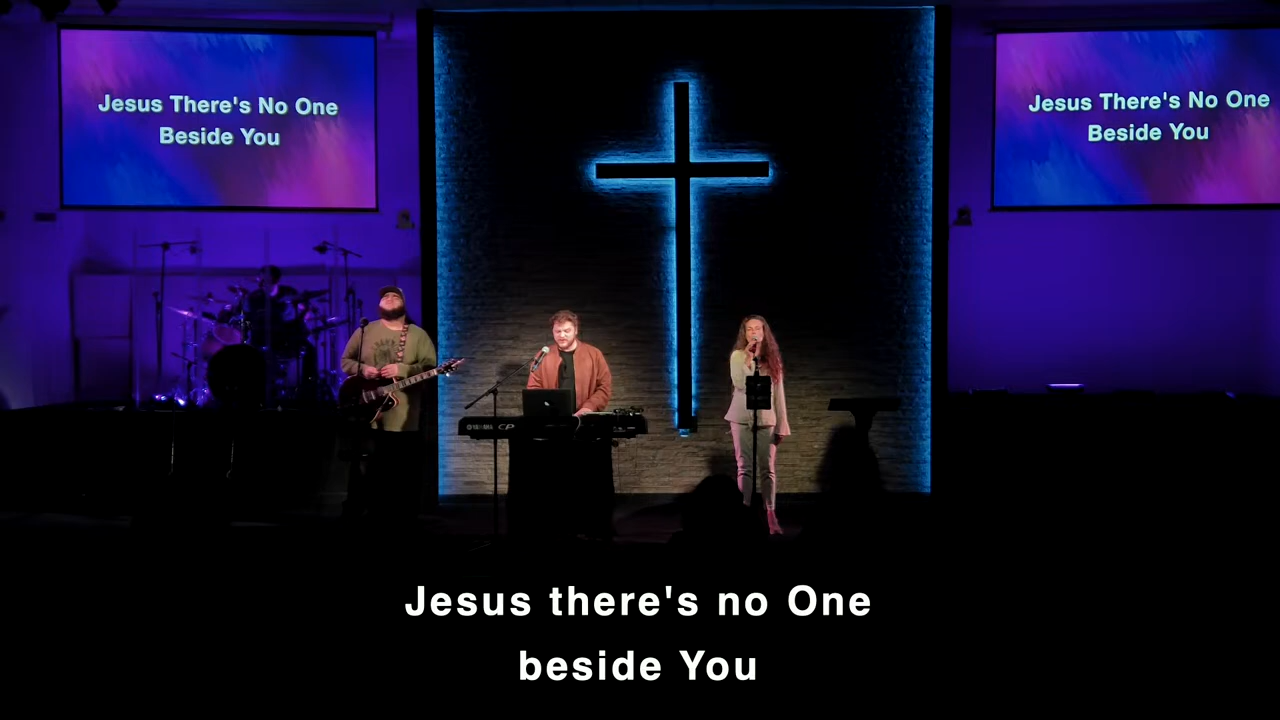 Jesus There's No One
Beside You
Jesus There's No One
Beside You
YAMAHA CP
Jesus there's no One
beside You